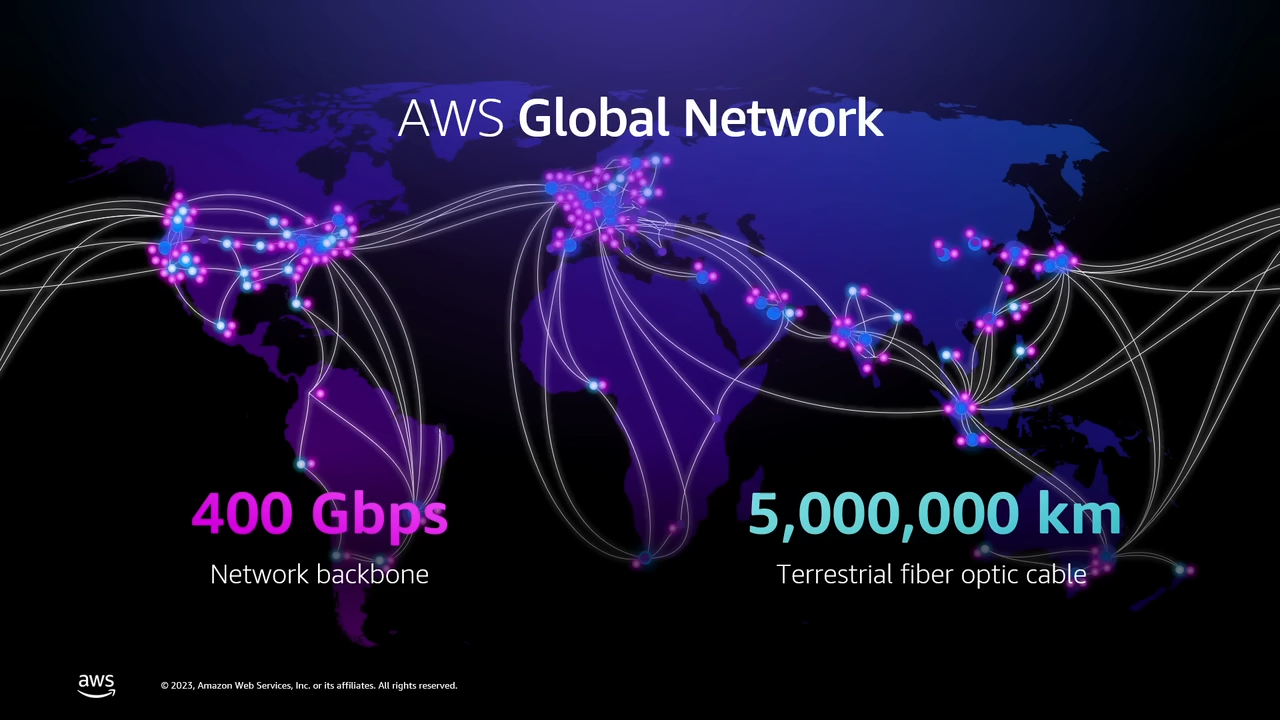 AWS Global Network
400 Gbps
Network backbone
5,000,000 km
Terrestrial fiber optic cable
aws
© 2023, Amazon Web Services, Inc. or its affiliates. All rights reserved.